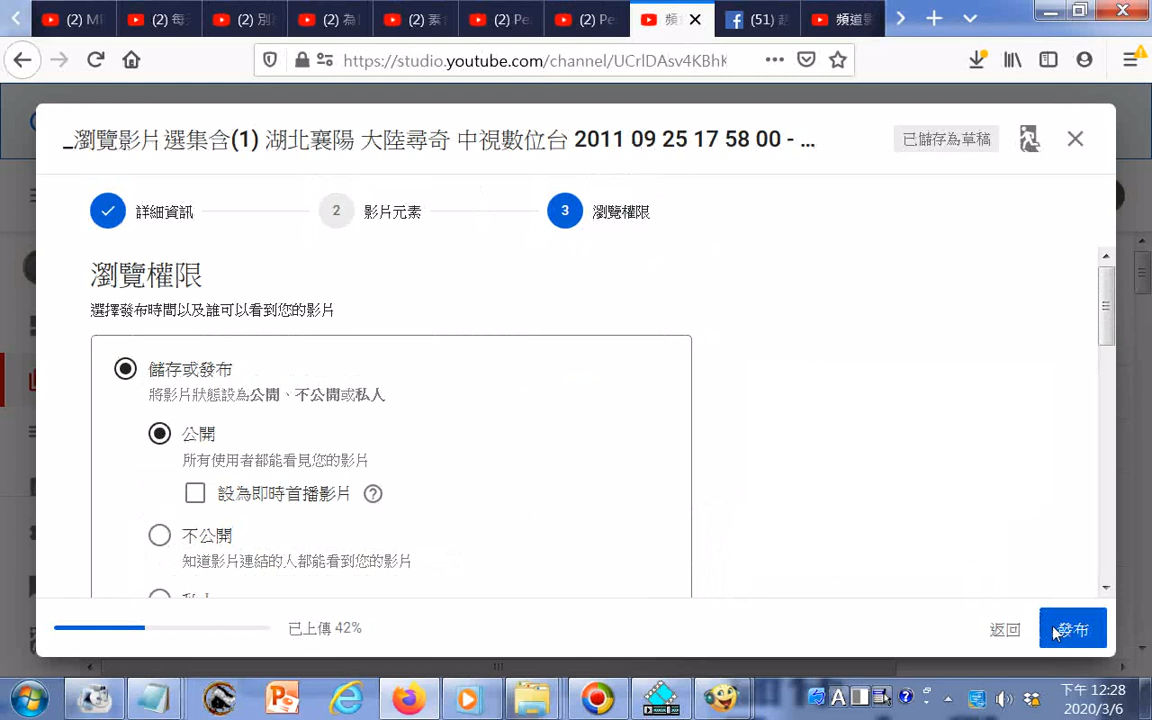 (2) M
(2) 每
(2) 別
(2) 為
(2) 素
(2) Pe
(2) Pe
頻
(51) 起
頻道影
https://studio.youtube.com/channel/UCrlDAsv4KBhK
_瀏覽影片選集含(1) 湖北襄陽 大陸尋奇 中視數位台 2011 09 25 17 58 00 - ...
已儲存為草稿
詳細資訊
2 影片元素
3 瀏覽權限
瀏覽權限
選擇發布時間以及誰可以看到您的影片
儲存或發布
將影片狀態設為公開、不公開或私人
公開
所有使用者都能看見您的影片
設為即時首播影片
不公開
知道影片連結的人都能看到您的影片
私人
已上傳 42%
返回
發布
下午 12:28
2020/3/6